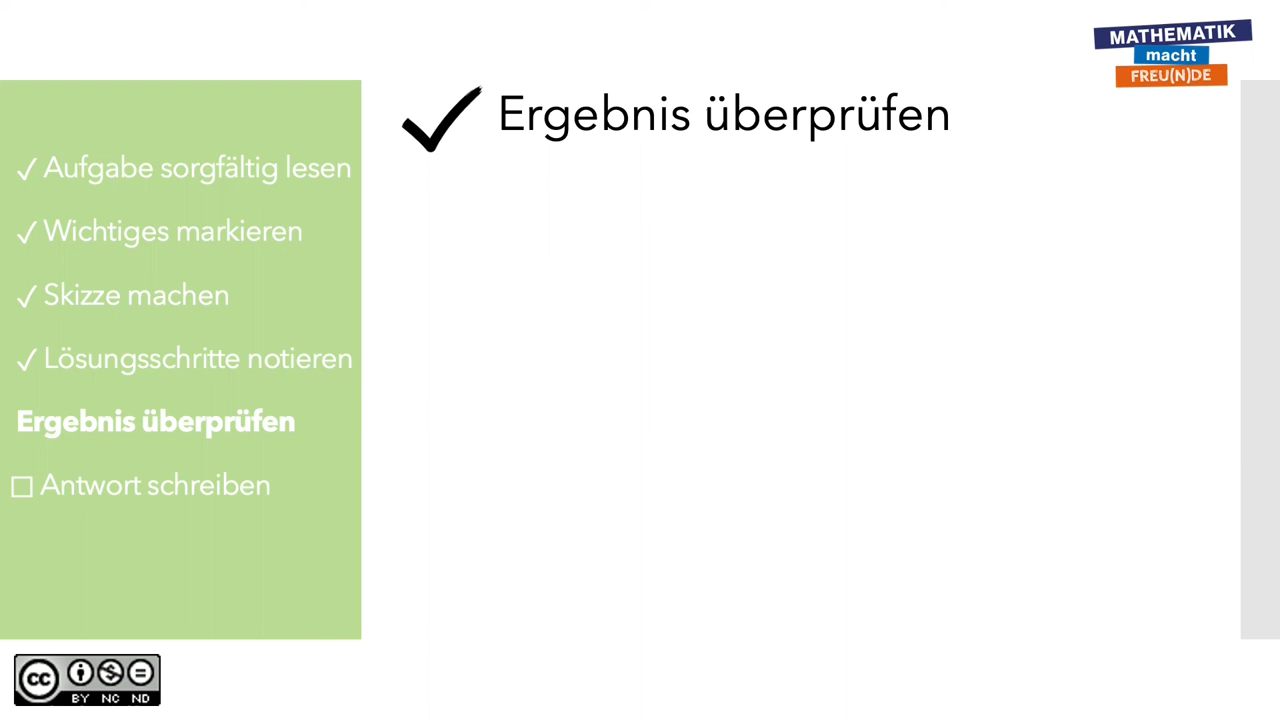 MATHEMATIK
macht
FREU(N)DE
✓ Ergebnis überprüfen
✓ Aufgabe sorgfältig lesen
✓ Wichtiges markieren
✓ Skizze machen
✓ Lösungsschritte notieren
Ergebnis überprüfen
☐ Antwort schreiben
cc
BY NC ND